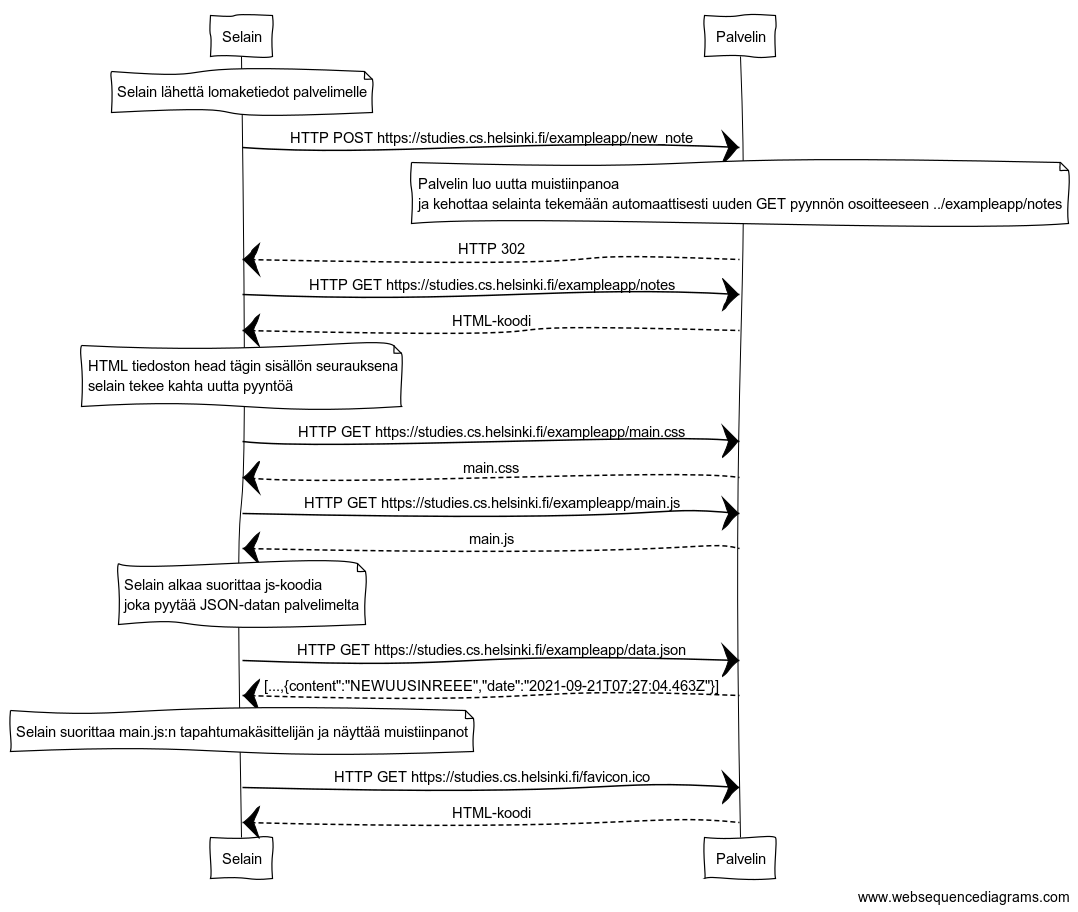 Selain
Palvelin
Selain lähettä lomaketiedot palvelimelle
HTTP POST https://studies.cs.helsinki.fi/exampleapp/new_note
Palvelin luo uutta muistiinpanoa
ja kehottaa selainta tekemään automaattisesti uuden GET pyynnön osoitteeseen ../exampleapp/notes
HTTP 302
HTTP GET https://studies.cs.helsinki.fi/exampleapp/notes
HTML-koodi
HTML tiedoston head tägin sisällön seurauksena
selain tekee kahta uutta pyyntöä
HTTP GET https://studies.cs.helsinki.fi/exampleapp/main.css
main.css
HTTP GET https://studies.cs.helsinki.fi/exampleapp/main.js
main.js
Selain alkaa suorittaa js-koodia
joka pyytää JSON-datan palvelimelta
HTTP GET https://studies.cs.helsinki.fi/exampleapp/data.json
[...,{content":"NEWUUSINREEE","date":"2021-09-21T07:27:04.463Z"}]
Selain suorittaa main.js:n tapahtumakäsittelijän ja näyttää muistiinpanot
HTTP GET https://studies.cs.helsinki.fi/favicon.ico
HTML-koodi
Selain
Palvelin
www.websequencediagrams.com